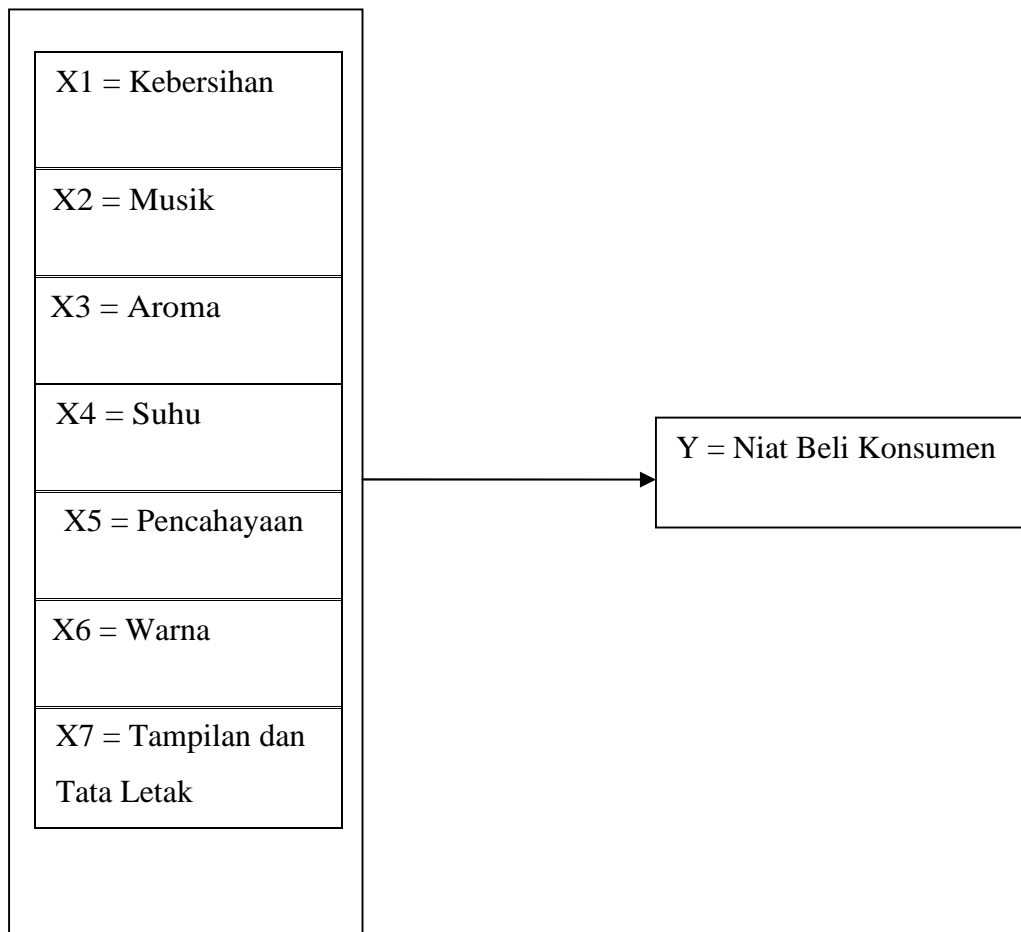 X1 = Kebersihan
X2 = Musik
X3 = Aroma
X4 = Suhu
X5 = Pencahayaan
X6 = Warna
X7 = Tampilan dan
Tata Letak
Y = Niat Beli Konsumen